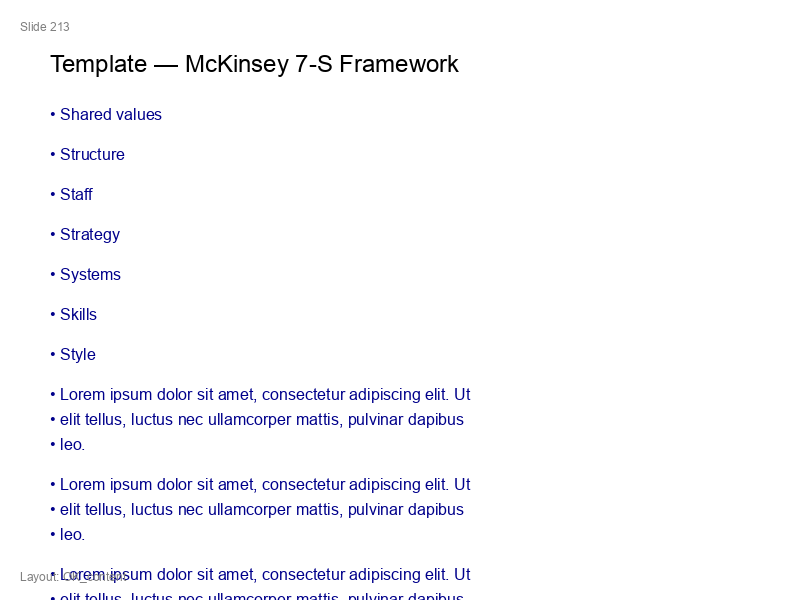 Slide 213
Template — McKinsey 7-S Framework
• Shared values
• Structure
• Staff
• Strategy
• Systems
• Skills
• Style
• Lorem ipsum dolor sit amet, consectetur adipiscing elit. Ut
• elit tellus, luctus nec ullamcorper mattis, pulvinar dapibus
• leo.
• Lorem ipsum dolor sit amet, consectetur adipiscing elit. Ut
• elit tellus, luctus nec ullamcorper mattis, pulvinar dapibus
• leo.
• Lorem ipsum dolor sit amet, consectetur adipiscing elit. Ut
Layout:
• elit tellus, luctus nec ullamcorper mattis, pulvinar dapibus